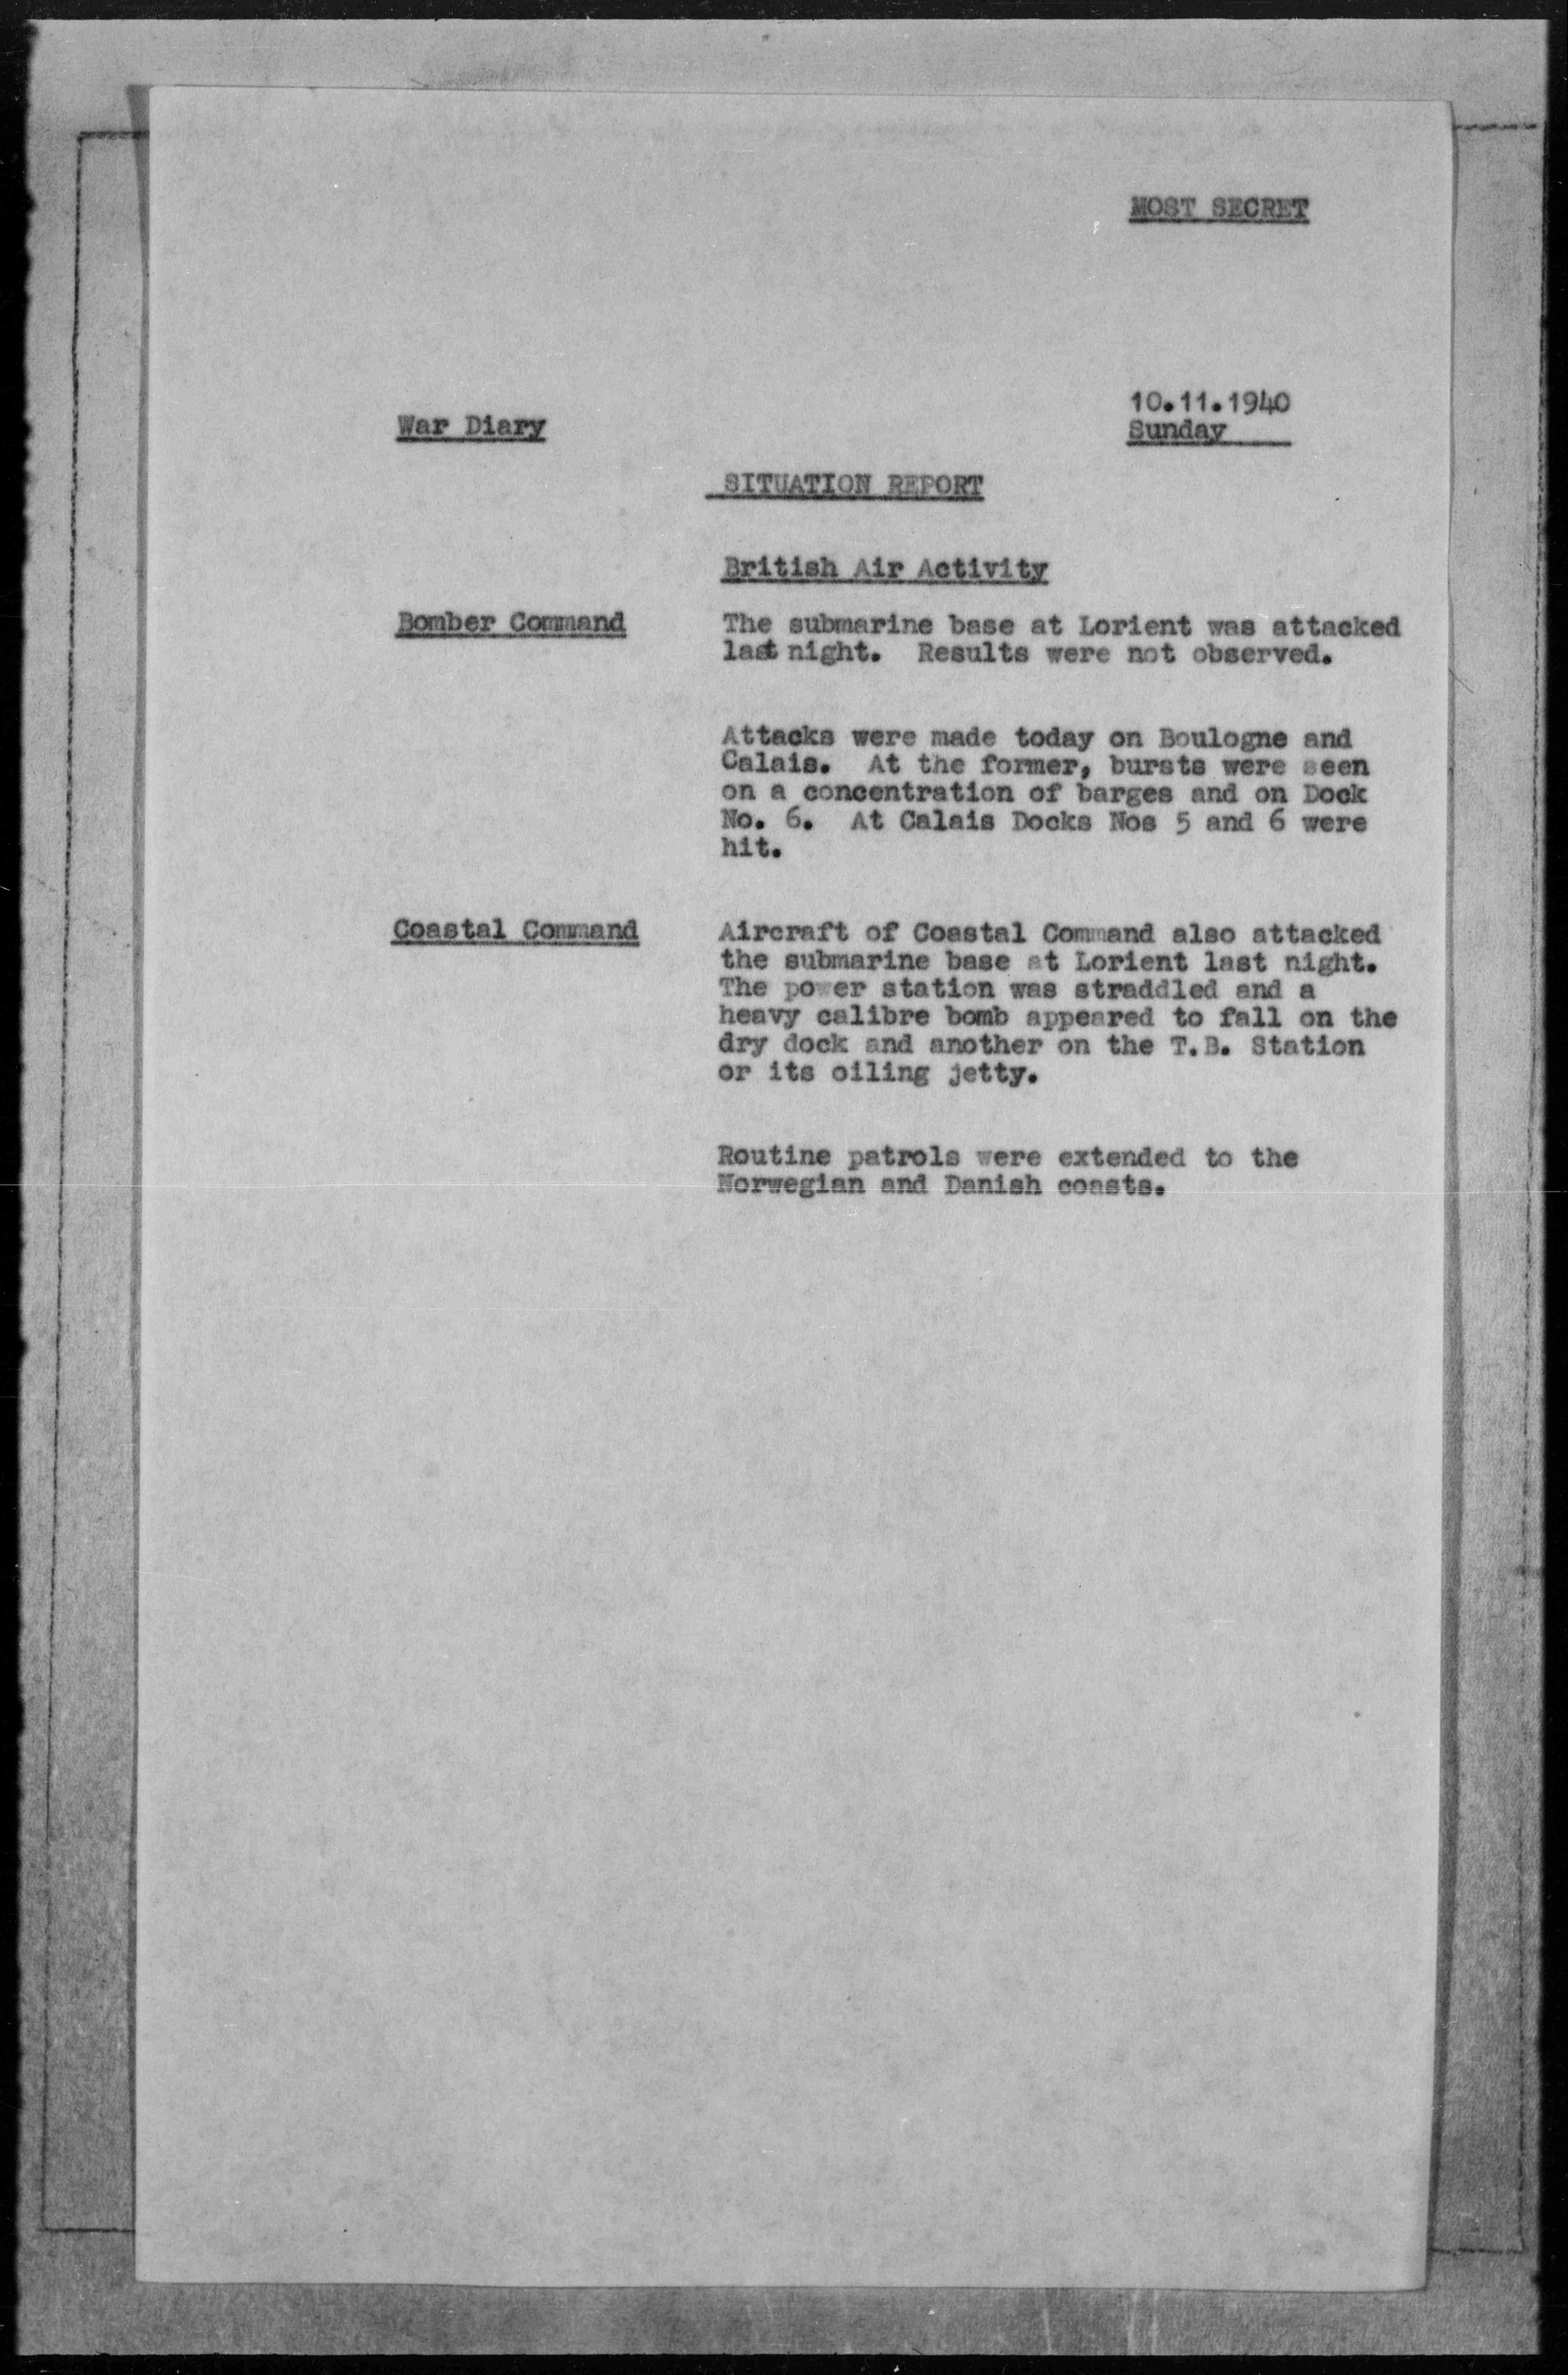 MOST SECRET
10.11.1940
War Diary
Sunday
SITUATION REPORT
British Air Activity
Bomber Command
The submarine base at Lorient was attacked
last night. Results were not observed.
Attacks were made today on Boulogne and
Calais. At the former, bursts were seen
on a concentration of barges and on Dock
No. 6. At Calais Docks Nos 5 and 6 were
hit.
Coastal Command
Aircraft of Coastal Command also attacked
the submarine base at Lorient last night.
The power station was straddled and a
heavy calibre bomb appeared to fall on the
dry dock and another on the T.B. Station
or its oiling jetty.
Routine patrols were extended to the
Norwegian and Danish coasts.